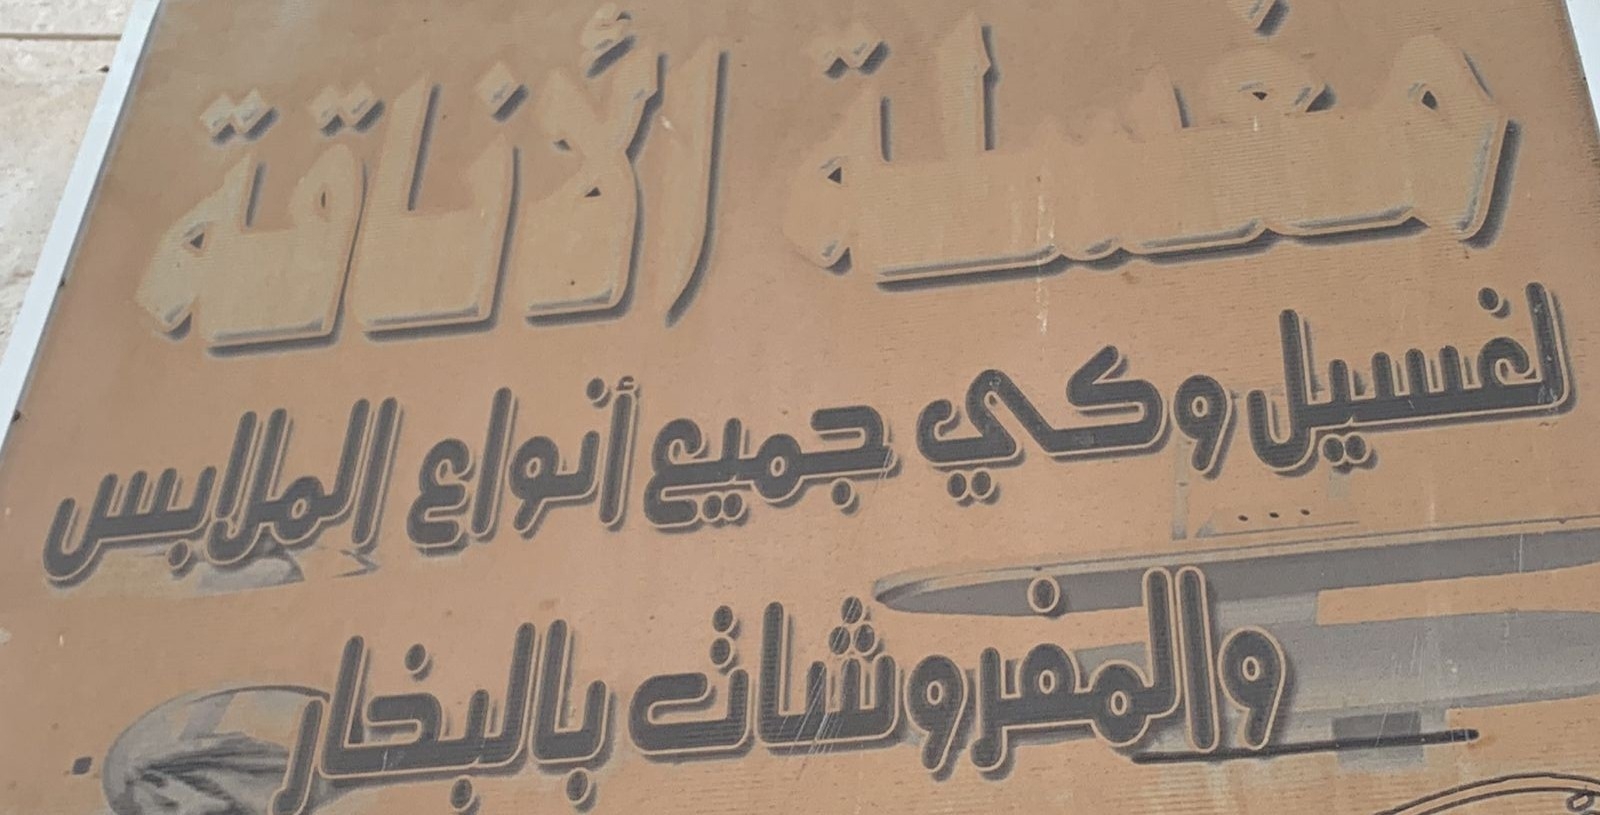 مغسلة الأناقة
لغسيل وكي جميع أنواع الملابس
والمفروشات بالبخار